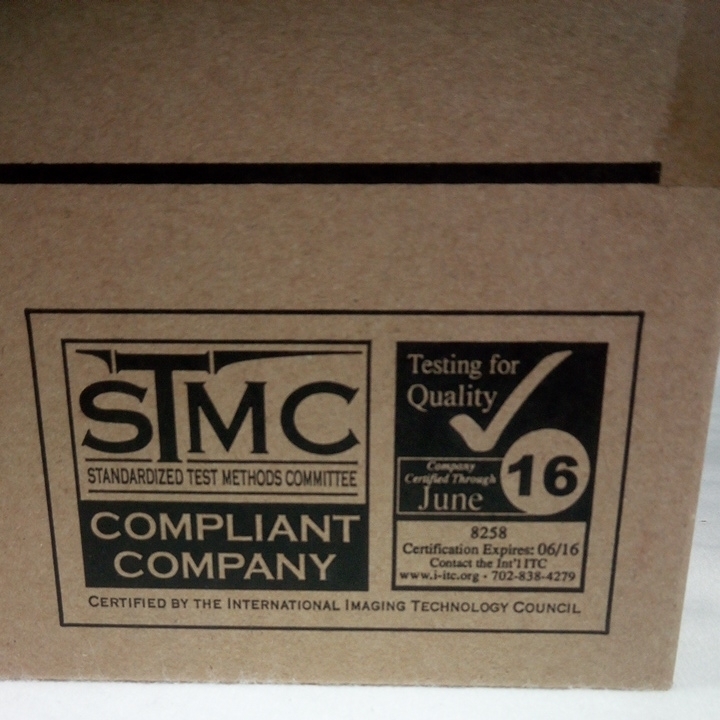 STMC
STANDARDIZED TEST METHODS COMMITTEE
COMPLIANT
COMPANY
Testing for
Quality
Company
Certified Through
June
16
8258
Certification Expires: 06/16
Contact the Int'l ITC
www.i-itc.org - 702-838-4279
CERTIFIED BY THE INTERNATIONAL IMAGING TECHNOLOGY COUNCIL